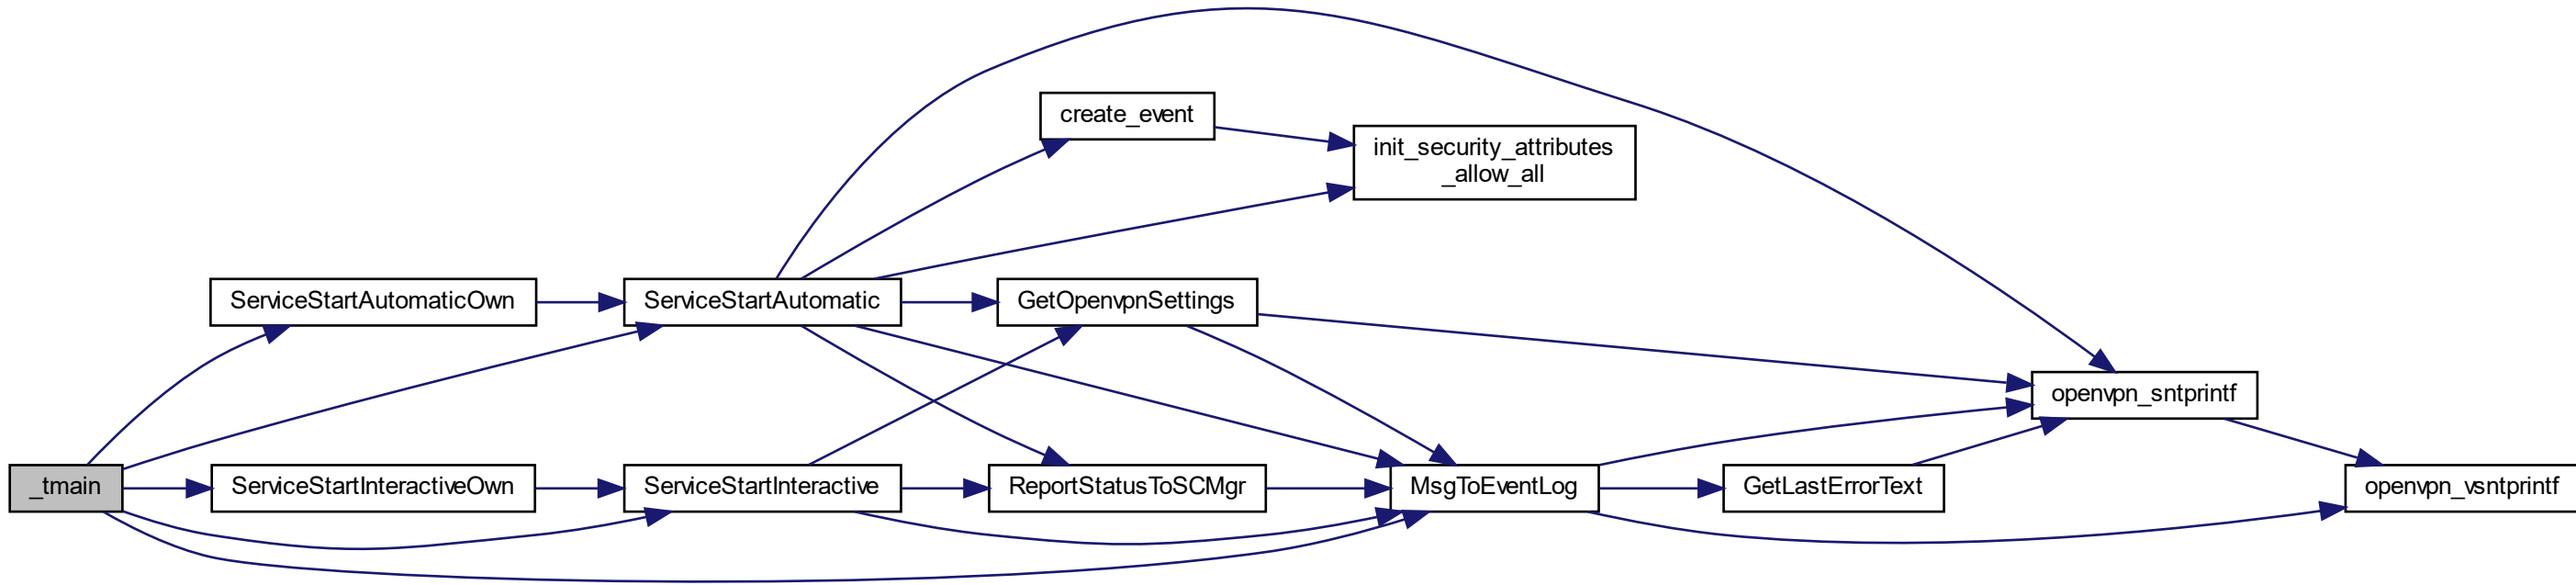 create_event
init_security_attributes
_allow_all
ServiceStartAutomaticOwn
ServiceStartAutomatic
GetOpenvpnSettings
openvpn_sntprintf
_tmain
ServiceStartInteractiveOwn
ServiceStartInteractive
ReportStatusToSCMgr
MsgToEventLog
GetLastErrorText
openvpn_vsntprintf